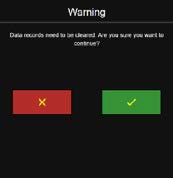 Warning
Data records need to be cleared. Are you sure you want to
continue?